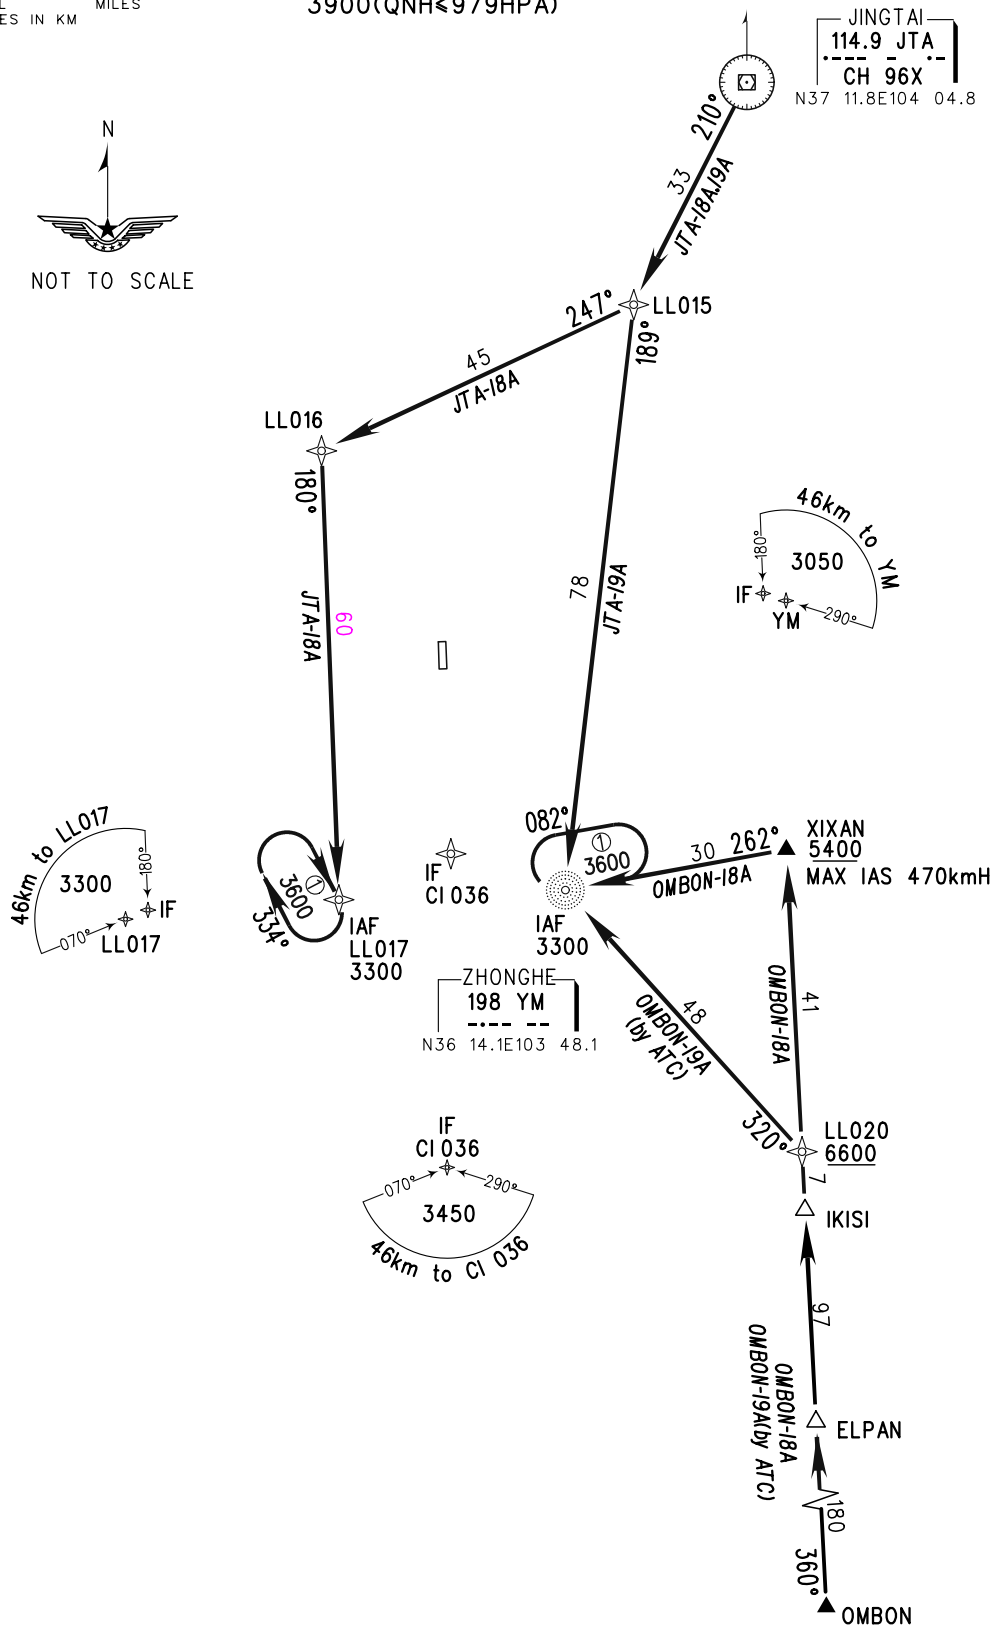 MILES
ES IN KM
3900(QNH≤979HPA)
JINGTAI
114.9 JTA
CH 96X
N37 11.8E104 04.8
N
NOT TO SCALE
210°
33
JTA-18A,19A
LL015
247°
189°
45
JTA-18A
LL016
180°
JTA-18A
60
78
JTA-19A
46km to YM
180°
3050
IF
YM
290°
46km to LL017
180°
3300
IF
070°
LL017
3600
①
334°
IAF
LL017
3300
IF
CI 036
082°
①
3600
IAF
3300
30
262°
OMBON-18A
XIXAN
5400
MAX IAS 470kmH
ZHONGHE
198 YM
N36 14.1E103 48.1
48
OMBON-19A
(by ATC)
320°
OMBON-18A
41
LL020
6600
7
IKISI
IF
CI 036
070°
290°
3450
46km to CI 036
97
OMBON-18A
OMBON-19A(by ATC)
ELPAN
180
360°
OMBON